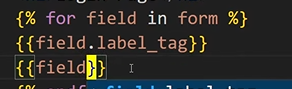 {% for field in form %}
{{field.label_tag}}
{{field}}